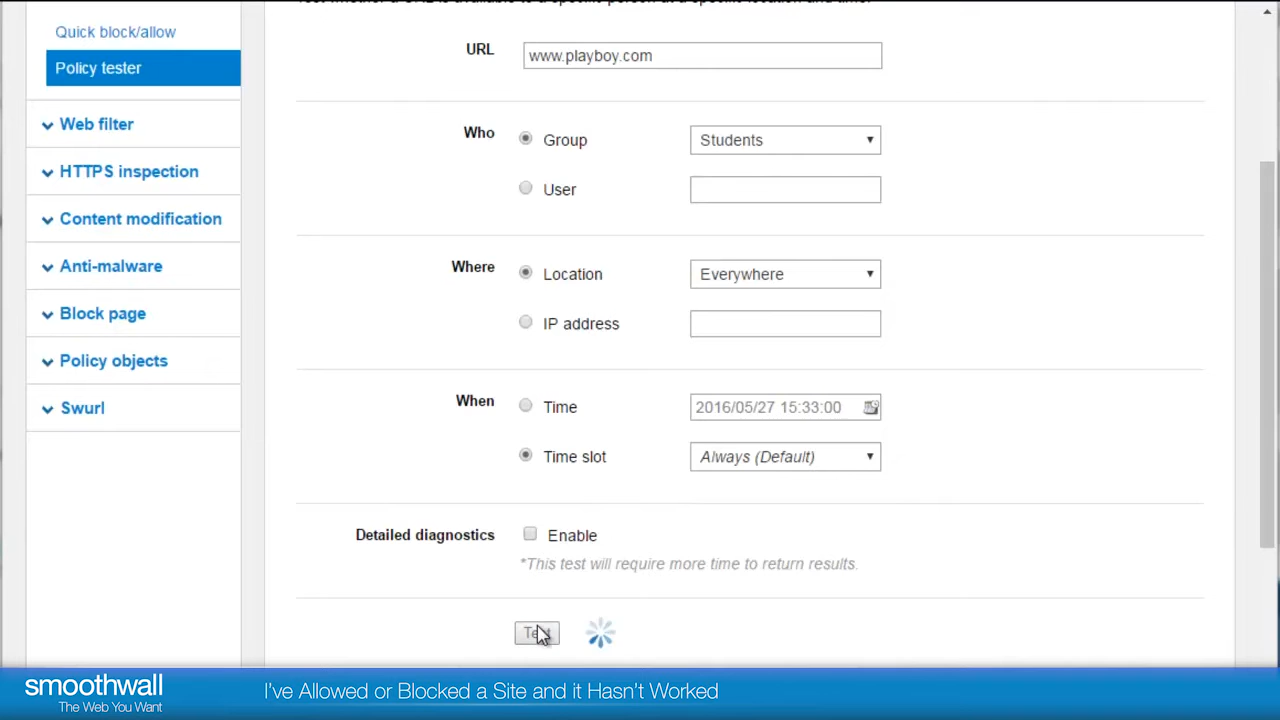 Quick block/allow
Policy tester
Web filter
HTTPS inspection
Content modification
Anti-malware
Block page
Policy objects
Swurl
URL
www.playboy.com
Who
Group
Students
User
Where
Location
Everywhere
IP address
When
Time
2016/05/27 15:33:00
Time slot
Always (Default)
Detailed diagnostics
Enable
*This test will require more time to return results.
Test
smoothwall
The Web You Want
I've Allowed or Blocked a Site and it Hasn't Worked